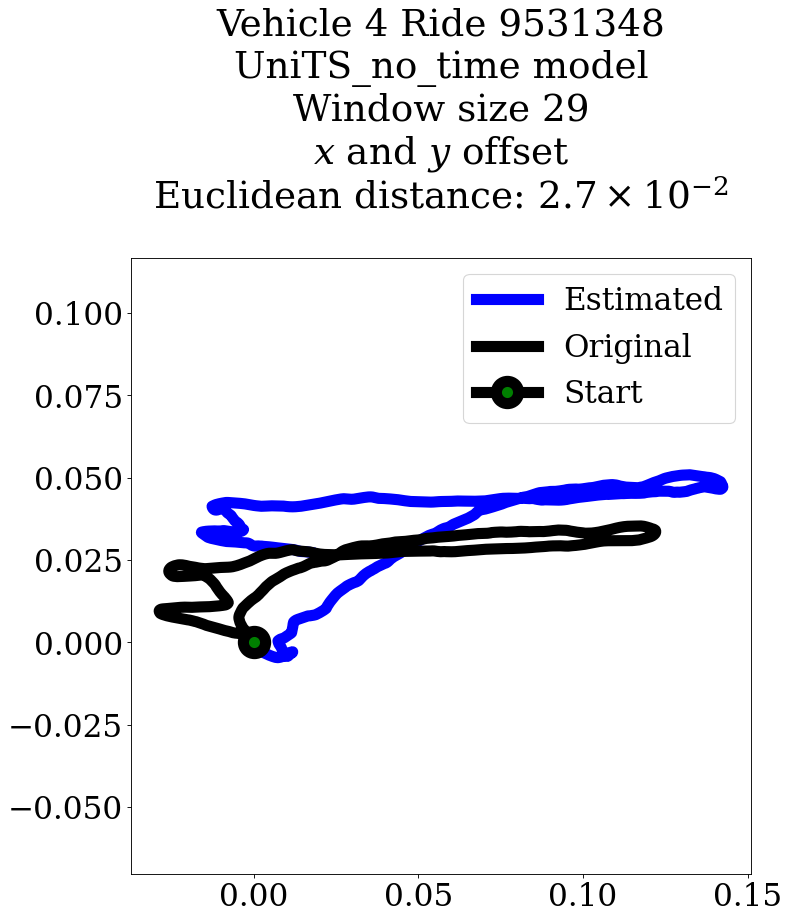 Vehicle 4 Ride 9531348
UniTS_no_time model
Window size 29
x and y offset
Euclidean distance: 2.7 × 10⁻²
Estimated
Original
Start
0.100
0.075
0.050
0.025
0.000
−0.025
−0.050
0.00
0.05
0.10
0.15